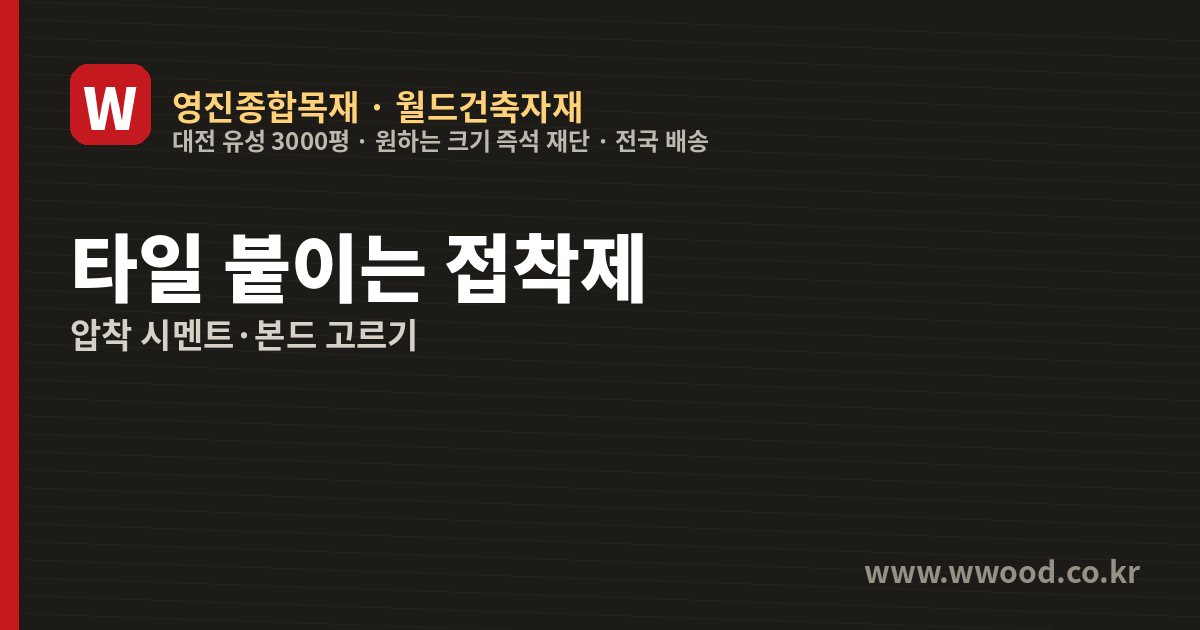 W
영진종합목재 · 월드건축자재
대전 유성 3000평 · 원하는 크기 즉석 재단 · 전국 배송
타일 붙이는 접착제
압착 시멘트·본드 고르기
www.wwood.co.kr